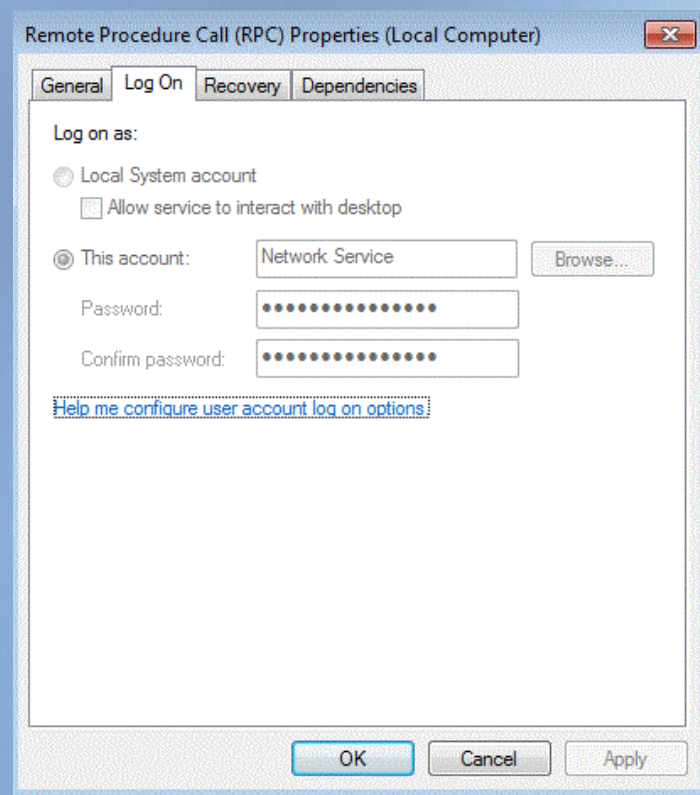 Remote Procedure Call (RPC) Properties (Local Computer)
General Log On Recovery Dependencies
Log on as:
Local System account
Allow service to interact with desktop
This account: Network Service Browse...
Password: ●●●●●●●●●●●●●●●
Confirm password: ●●●●●●●●●●●●●●●
Help me configure user account log on options.
OK Cancel Apply